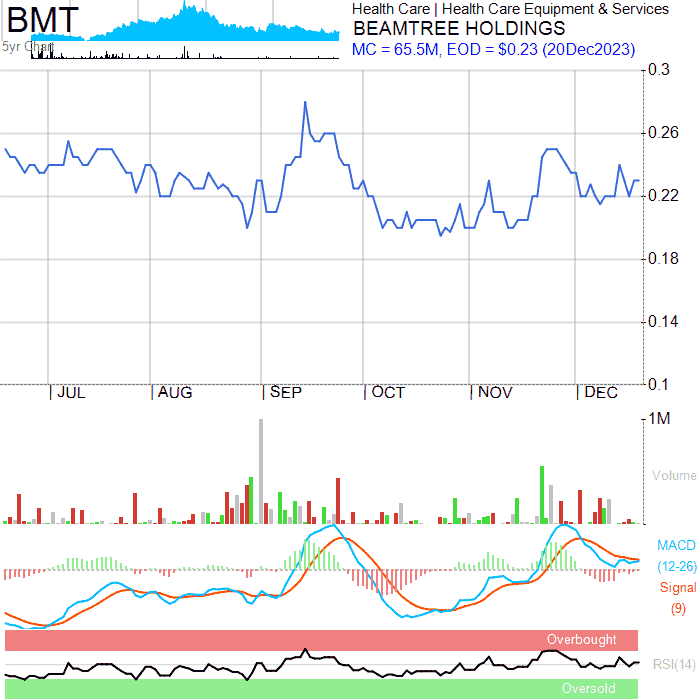 BMT
5yr Chart
Health Care | Health Care Equipment & Services
BEAMTREE HOLDINGS
MC = 65.5M, EOD = $0.23 (20Dec2023)
0.3
0.26
0.22
0.18
0.14
0.1
JUL AUG SEP OCT NOV DEC
1M
Volume
MACD
(12-26)
Signal
(9)
Overbought
RSI(14)
Oversold